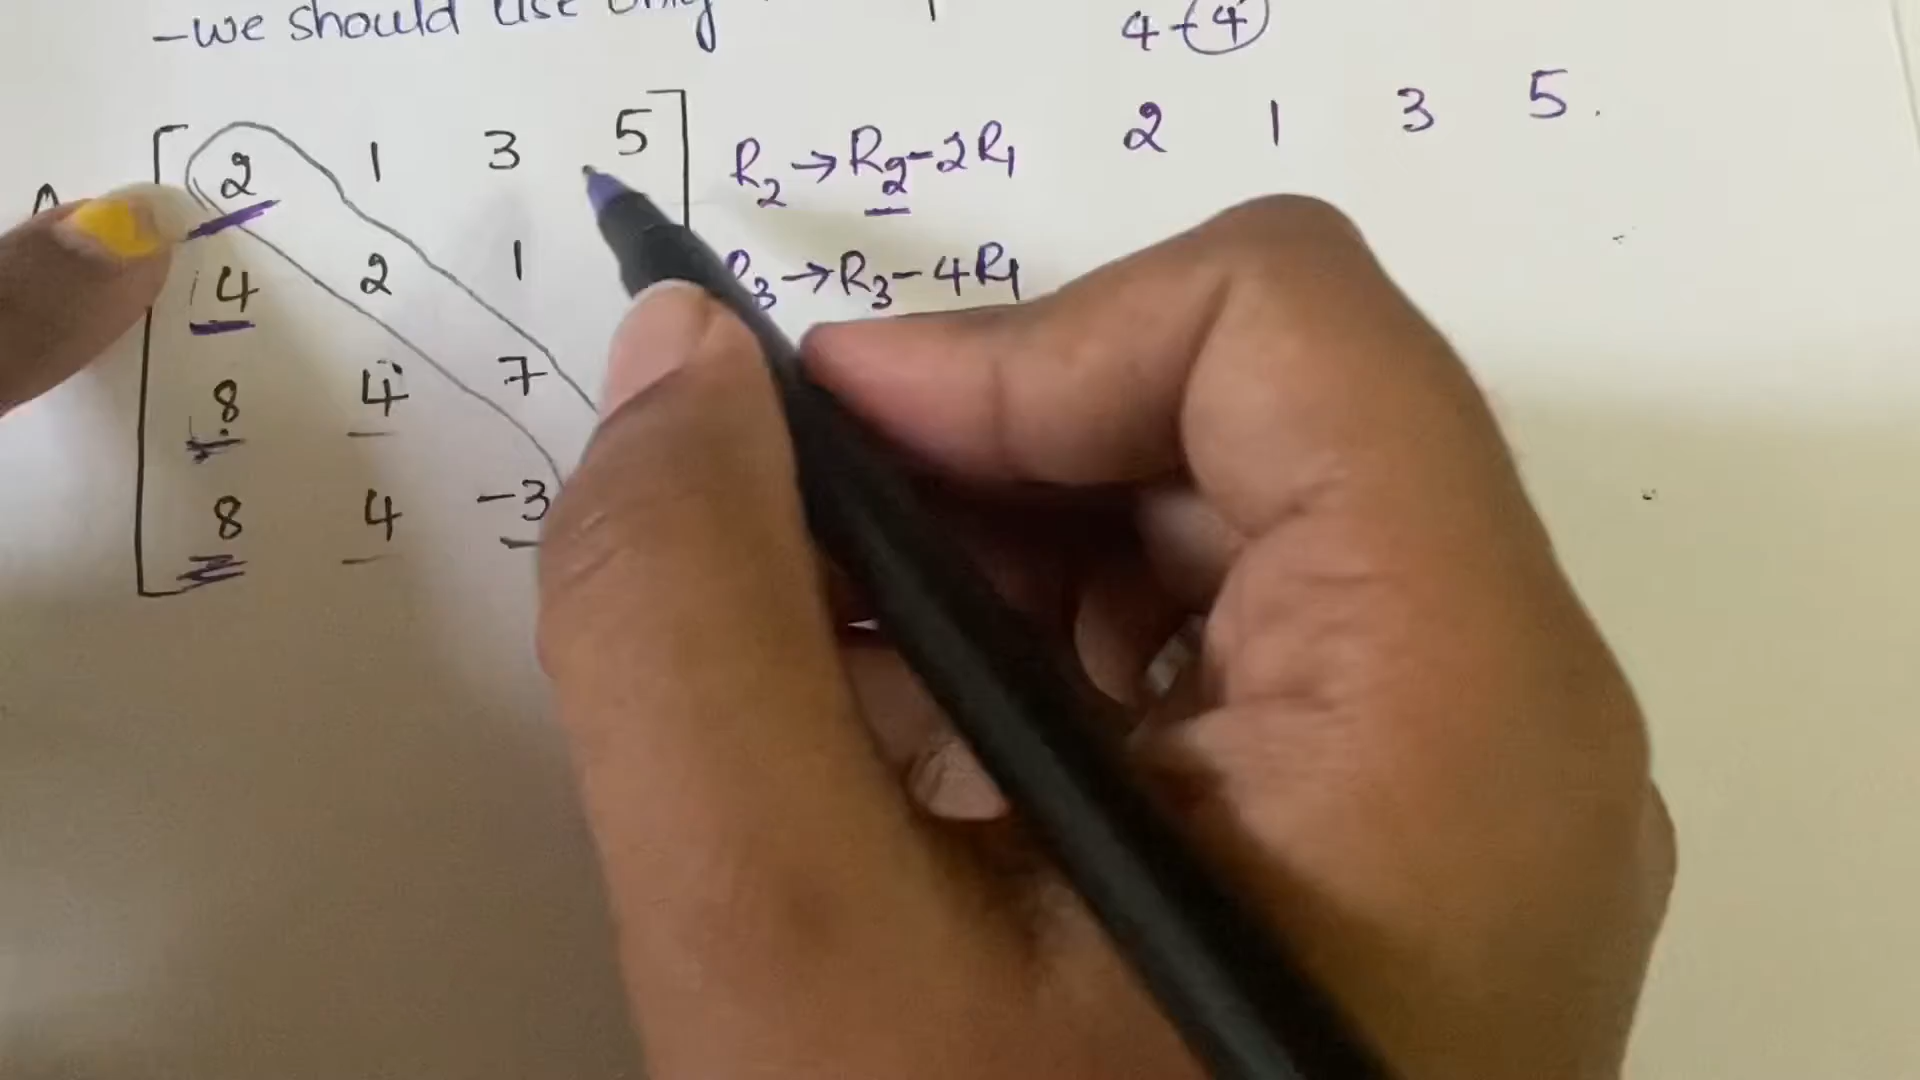 -we should use only
4-4
2 1 3 5 R2→R2-2R1 2 1 3 5.
4 2 1 R3→R3-4R1
8 4 7
8 4 -3